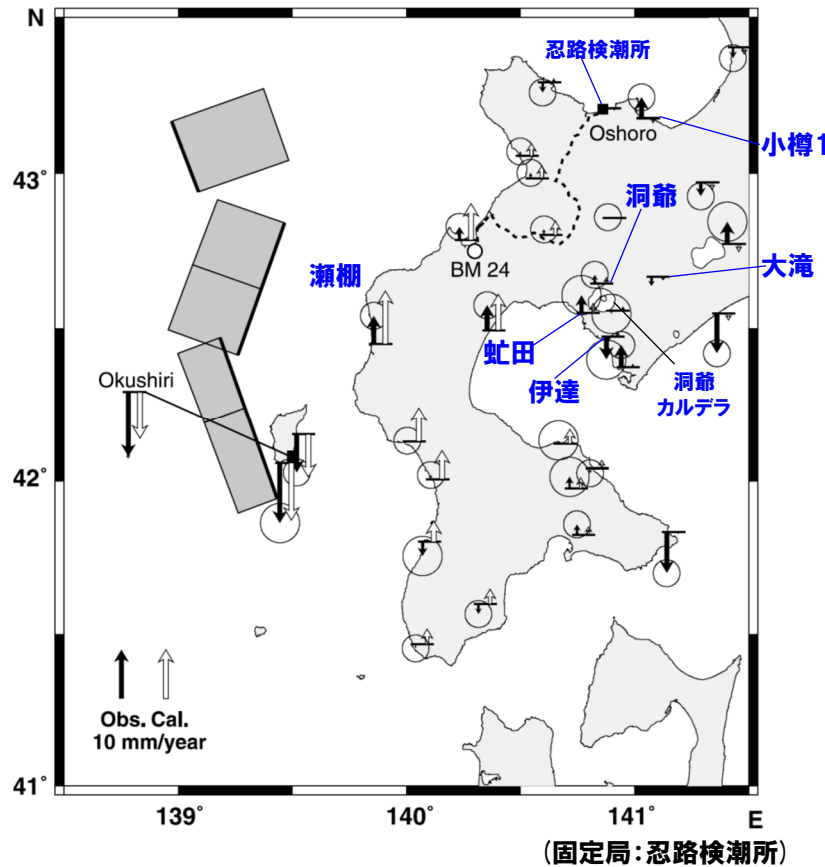 N
忍路検潮所
Oshoro
小樽1
43°
洞爺
瀬棚
BM 24
大滝
虻田
Okushiri
伊達
洞爺
カルデラ
42°
Obs. Cal.
10 mm/year
41°
139°
140°
141°
E
(固定局:忍路検潮所)